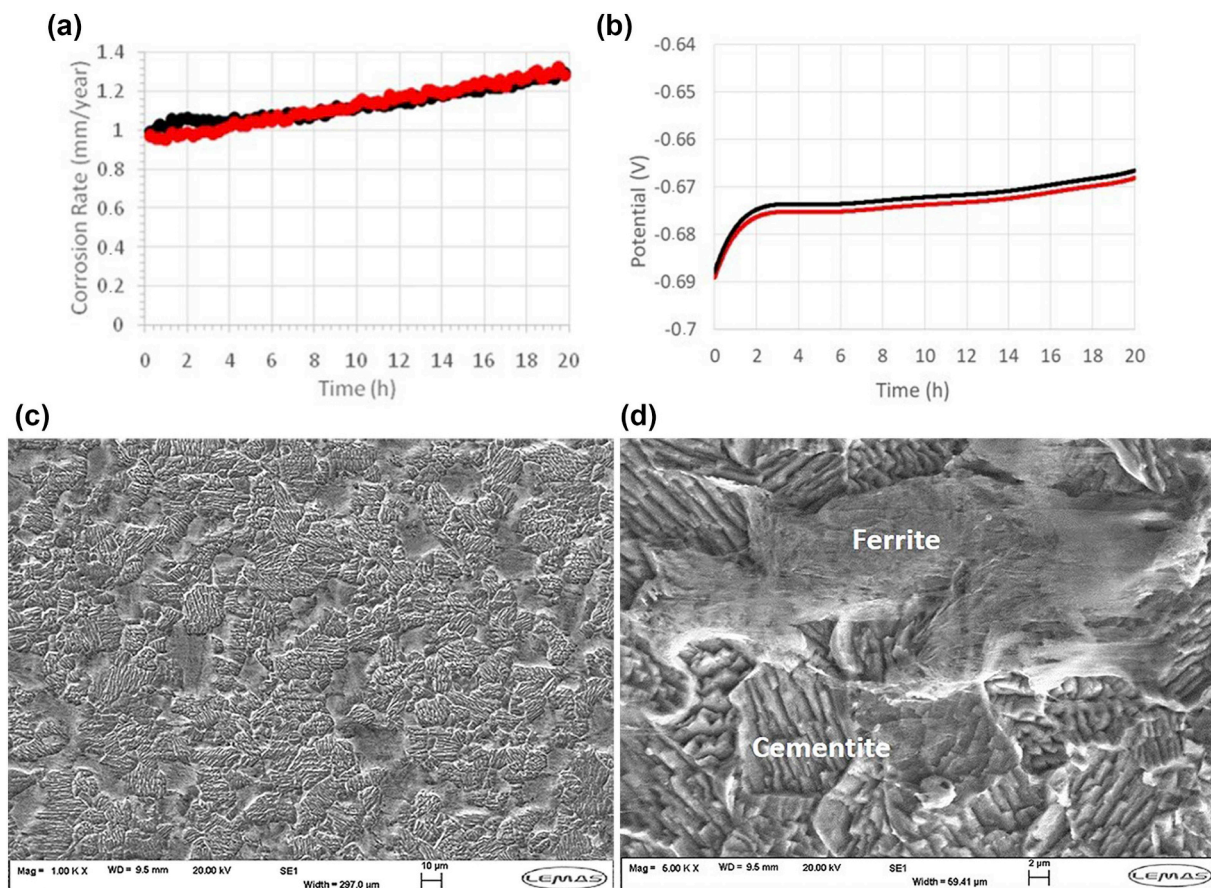 (a)
1.4
1.2
1
0.8
0.6
0.4
0.2
0
Corrosion Rate (mm/year)
0 2 4 6 8 10 12 14 16 18 20
Time (h)
(b)
-0.64
-0.65
-0.66
-0.67
-0.68
-0.69
-0.7
Potential (V)
0 2 4 6 8 10 12 14 16 18 20
Time (h)
(c)
Mag = 1.00 K X WD = 9.5 mm 20.00 kV SE1 10 µm
Width = 297.0 µm
LEMAS
(d)
Ferrite
Cementite
Mag = 5.00 K X WD = 9.5 mm 20.00 kV SE1 2 µm
Width = 59.41 µm
LEMAS